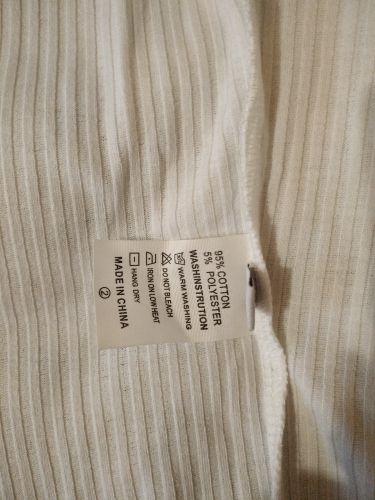 95% COTTON
5% POLYESTER
WASHINSTRUTION
WARM WASHING
DO NOT BLEACH
IRON ON LOW HEAT
HANG DRY
MADE IN CHINA
2